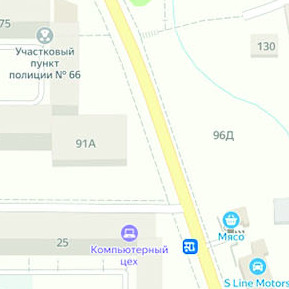 75
Участковый
пункт
полиции № 66
130
91А
96Д
Мясо
25
Компьютерный
цех
S Line Motors